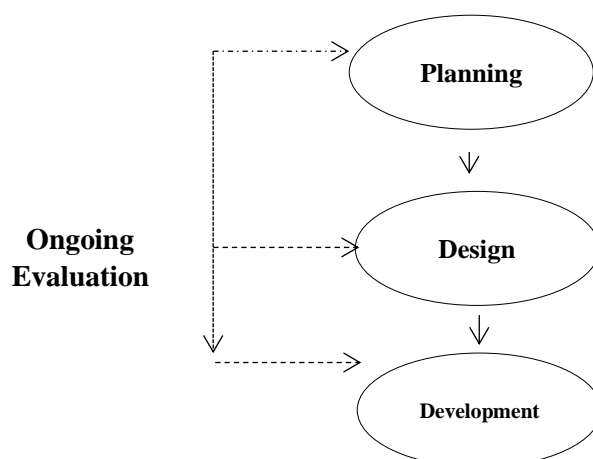 Planning
Ongoing
Evaluation
Design
Development